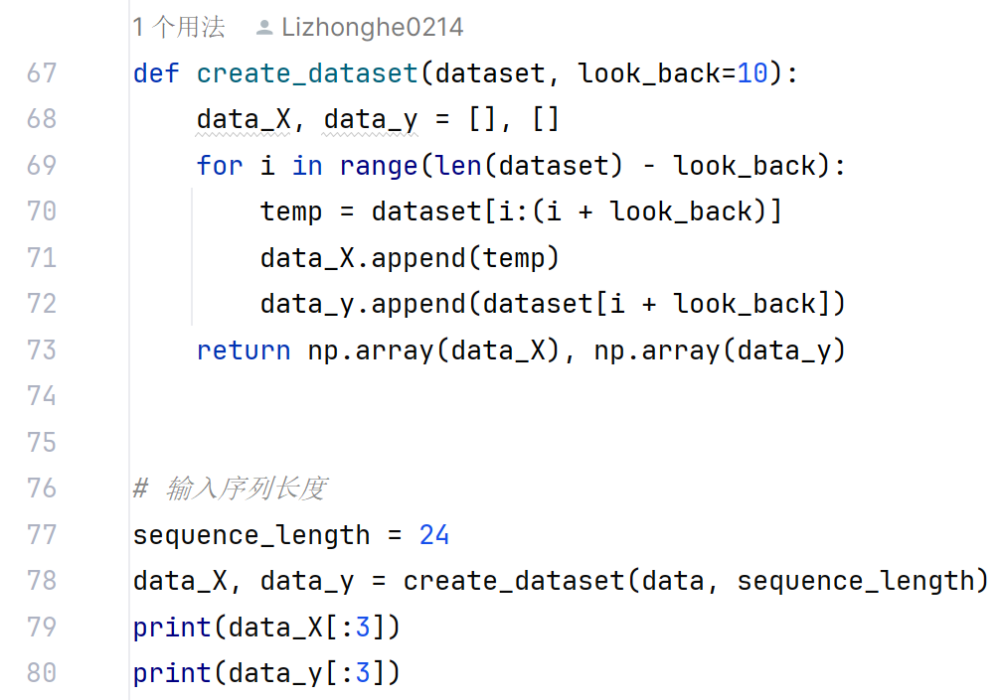 1 个用法 Lizhonghe0214
67 def create_dataset(dataset, look_back=10):
68 data_X, data_y = [], []
69 for i in range(len(dataset) - look_back):
70 temp = dataset[i:(i + look_back)]
71 data_X.append(temp)
72 data_y.append(dataset[i + look_back])
73 return np.array(data_X), np.array(data_y)
74
75
76 # 输入序列长度
77 sequence_length = 24
78 data_X, data_y = create_dataset(data, sequence_length)
79 print(data_X[:3])
80 print(data_y[:3])